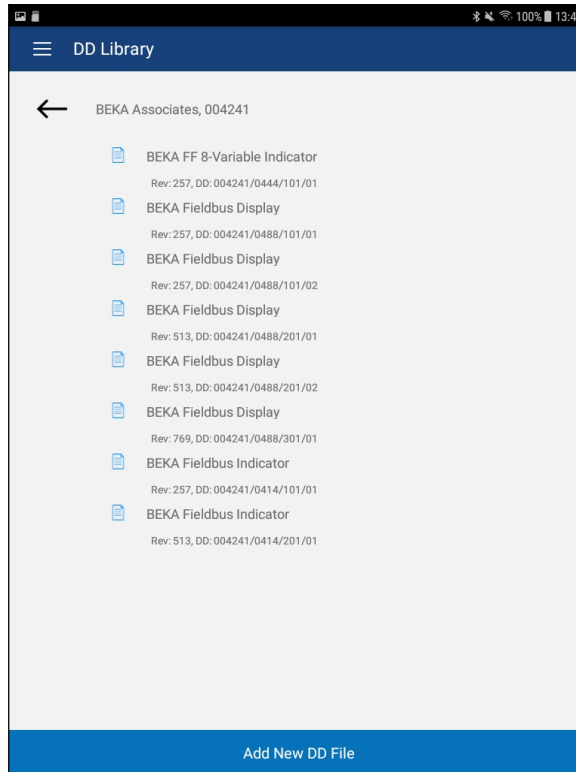 100% 13:4
DD Library
BEKA Associates, 004241
BEKA FF 8-Variable Indicator
Rev: 257, DD: 004241/0444/101/01
BEKA Fieldbus Display
Rev: 257, DD: 004241/0488/101/01
BEKA Fieldbus Display
Rev: 257, DD: 004241/0488/101/02
BEKA Fieldbus Display
Rev: 513, DD: 004241/0488/201/01
BEKA Fieldbus Display
Rev: 513, DD: 004241/0488/201/02
BEKA Fieldbus Display
Rev: 769, DD: 004241/0488/301/01
BEKA Fieldbus Indicator
Rev: 257, DD: 004241/0414/101/01
BEKA Fieldbus Indicator
Rev: 513, DD: 004241/0414/201/01
Add New DD File